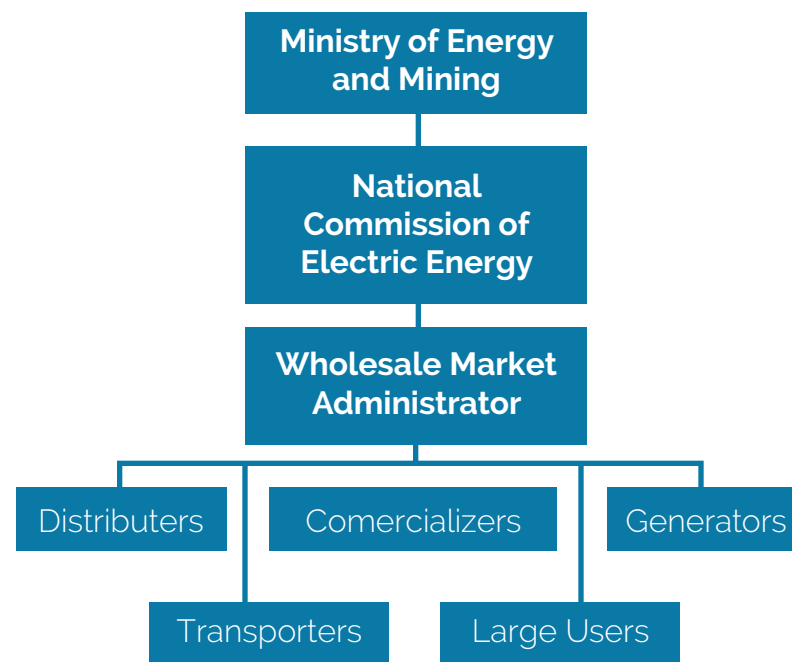 Ministry of Energy
and Mining
National
Commission of
Electric Energy
Wholesale Market
Administrator
Distributers
Comercializers
Generators
Transporters
Large Users